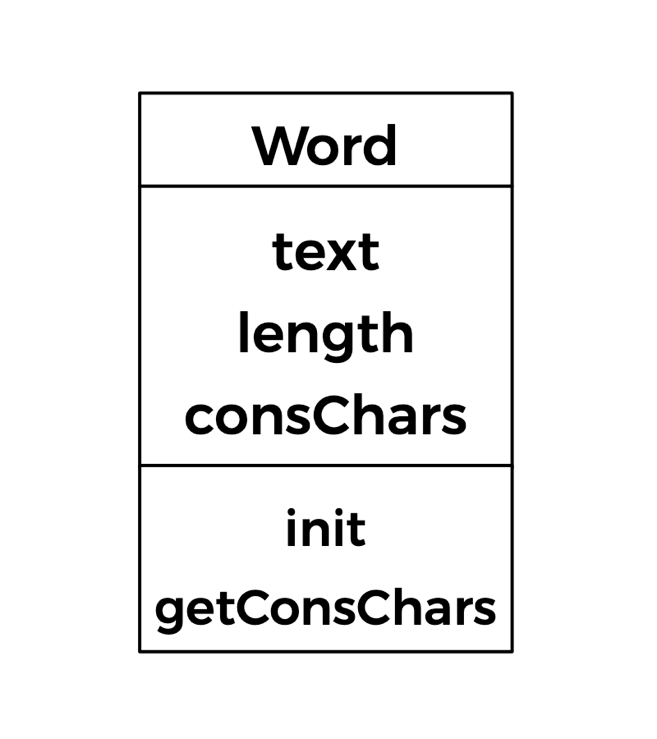 Word
text
length
consChars
init
getConsChars